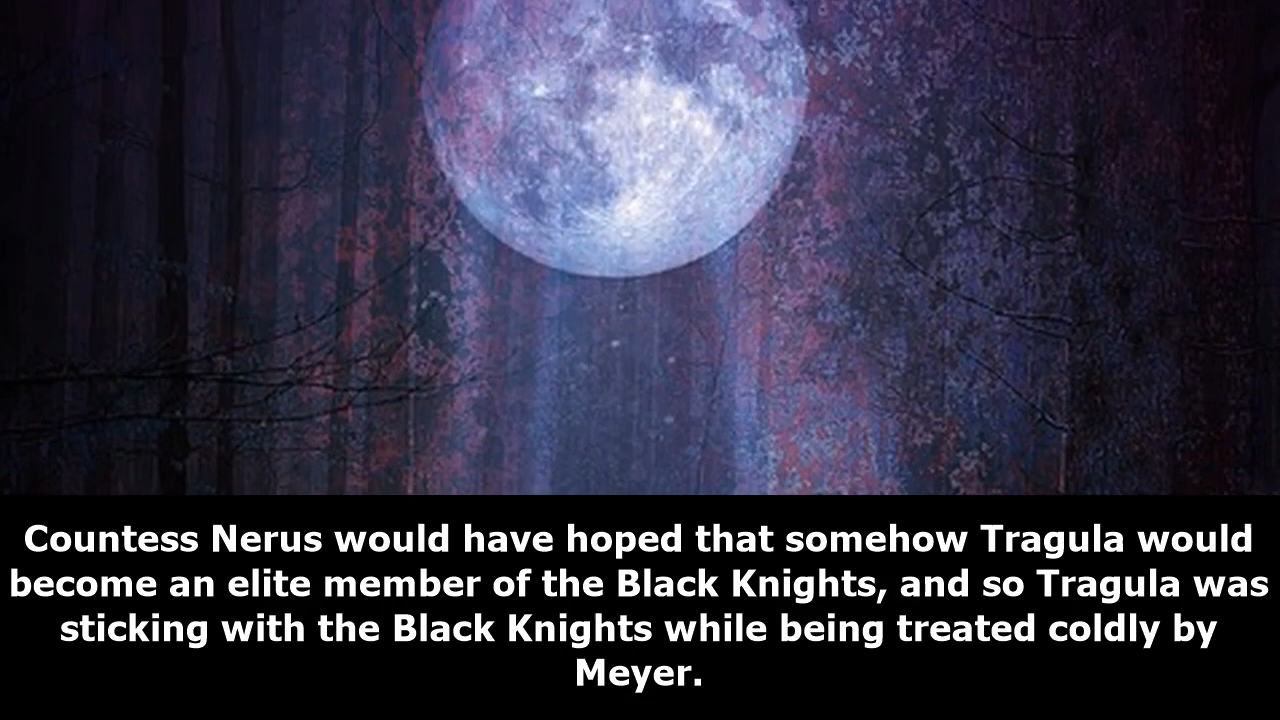 Countess Nerus would have hoped that somehow Tragula would
become an elite member of the Black Knights, and so Tragula was
sticking with the Black Knights while being treated coldly by
Meyer.